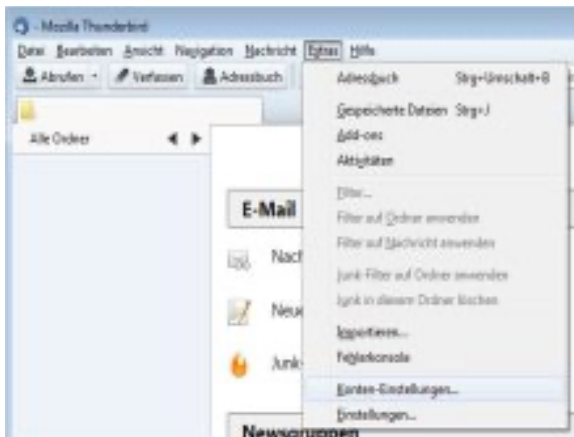 - Mozilla Thunderbird
Datei Bearbeiten Ansicht Navigation Nachricht Extras Hilfe
Abrufen Verfassen Adressbuch
Alle Ordner
E-Mail
Nach
Neue
Junk-
Newsgruppen
Adressbuch Strg+Umschalt+B
Gespeicherte Dateien Strg+J
Add-ons
Aktivitäten
Filter...
Filter auf Ordner anwenden
Filter auf Nachricht anwenden
Junk-Filter auf Ordner anwenden
Junk in diesem Ordner löschen
Importieren...
Fehlerkonsole
Konten-Einstellungen...
Einstellungen...